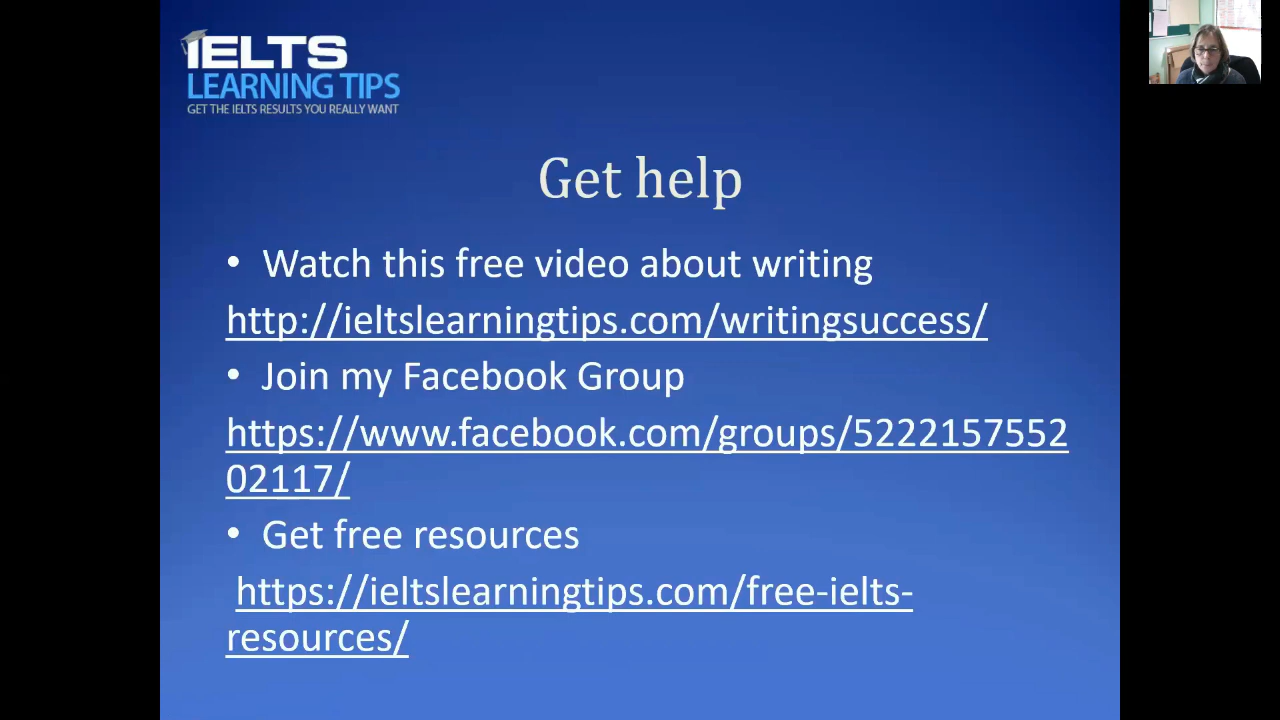 IELTS
LEARNING TIPS
GET THE IELTS RESULTS YOU REALLY WANT
Get help
• Watch this free video about writing
http://ieltslearningtips.com/writingsuccess/
• Join my Facebook Group
https://www.facebook.com/groups/5222157552
02117/
• Get free resources
https://ieltslearningtips.com/free-ielts-
resources/